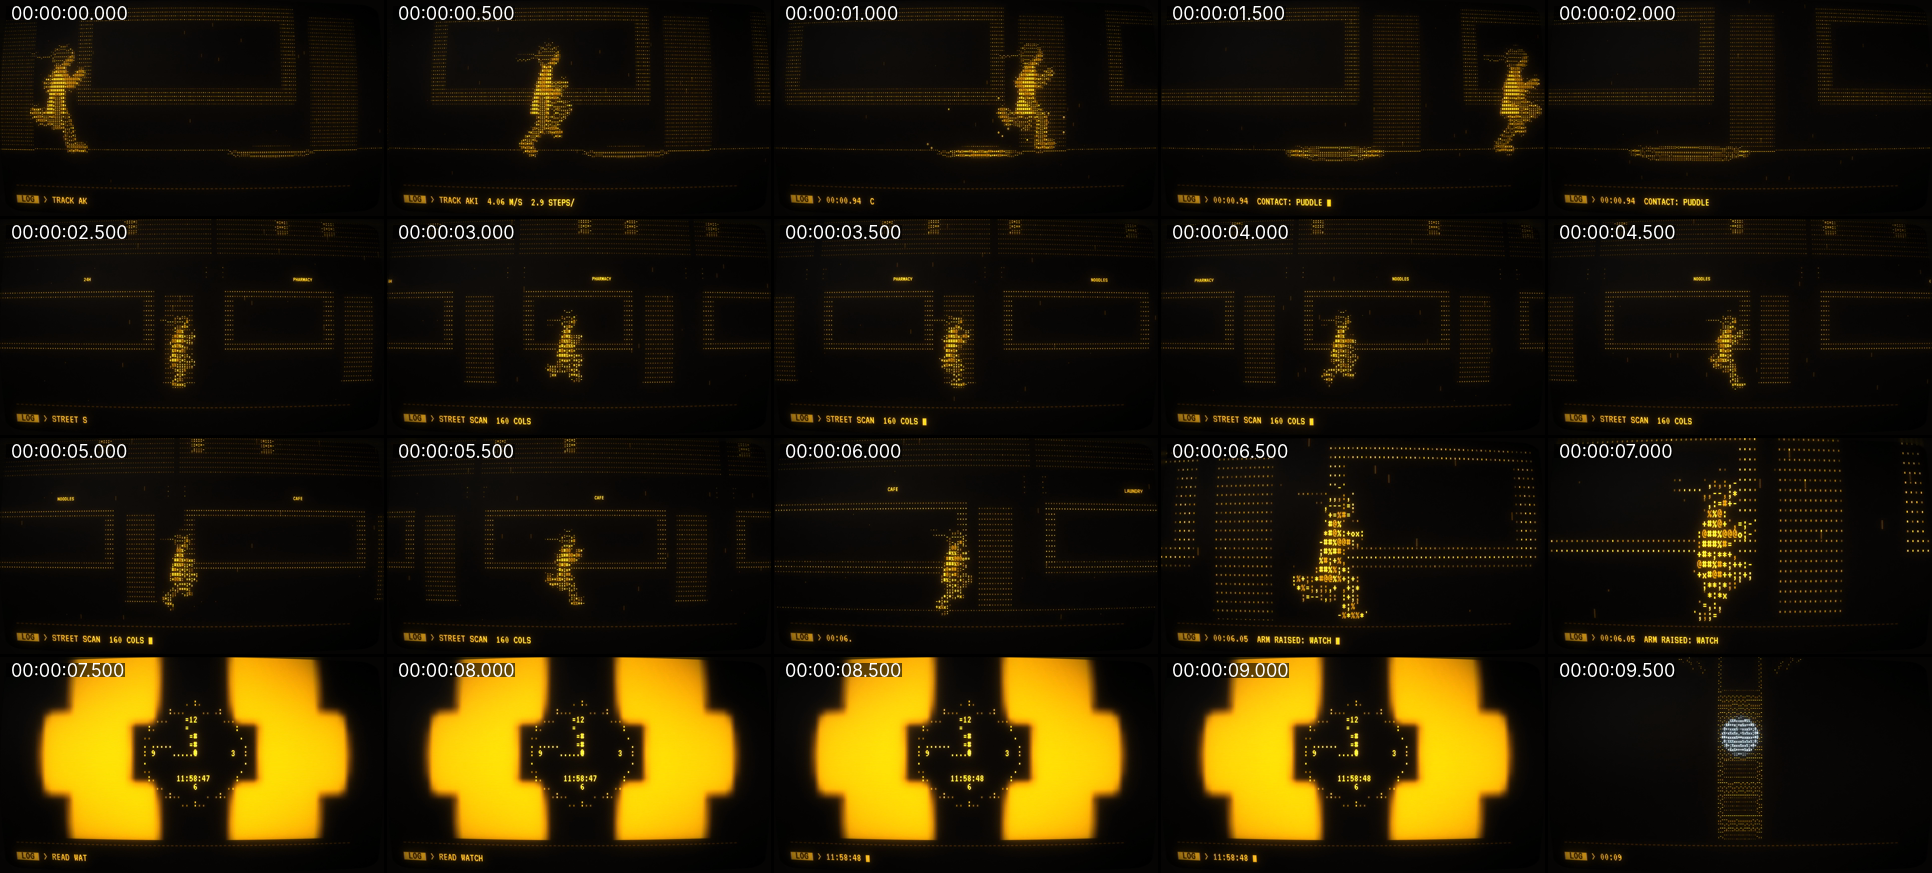 00:00:00.000
LOG > TRACK AK
00:00:00.500
LOG > TRACK AKI 4.06 M/S 2.9 STEPS/
00:00:01.000
LOG > 00:00.94 C
00:00:01.500
LOG > 00:00.94 CONTACT: PUDDLE
00:00:02.000
LOG > 00:00.94 CONTACT: PUDDLE
00:00:02.500
24H PHARMACY
LOG > STREET S
00:00:03.000
PHARMACY
LOG > STREET SCAN 160 COLS
00:00:03.500
PHARMACY NOODLES
LOG > STREET SCAN 160 COLS
00:00:04.000
PHARMACY NOODLES
LOG > STREET SCAN 160 COLS
00:00:04.500
NOODLES
LOG > STREET SCAN 160 COLS
00:00:05.000
NOODLES CAFE
LOG > STREET SCAN 160 COLS
00:00:05.500
CAFE
LOG > STREET SCAN 160 COLS
00:00:06.000
CAFE LAUNDRY
LOG > 00:06.
00:00:06.500
LOG > 00:06.05 ARM RAISED: WATCH
00:00:07.000
LOG > 00:06.05 ARM RAISED: WATCH
00:00:07.500
12
9 3
11:58:47
6
LOG > READ WAT
00:00:08.000
12
9 3
11:58:47
6
LOG > READ WATCH
00:00:08.500
12
9 3
11:58:48
6
LOG > 11:58:48
00:00:09.000
12
9 3
11:58:48
6
LOG > 11:58:48
00:00:09.500
LOG > 00:09